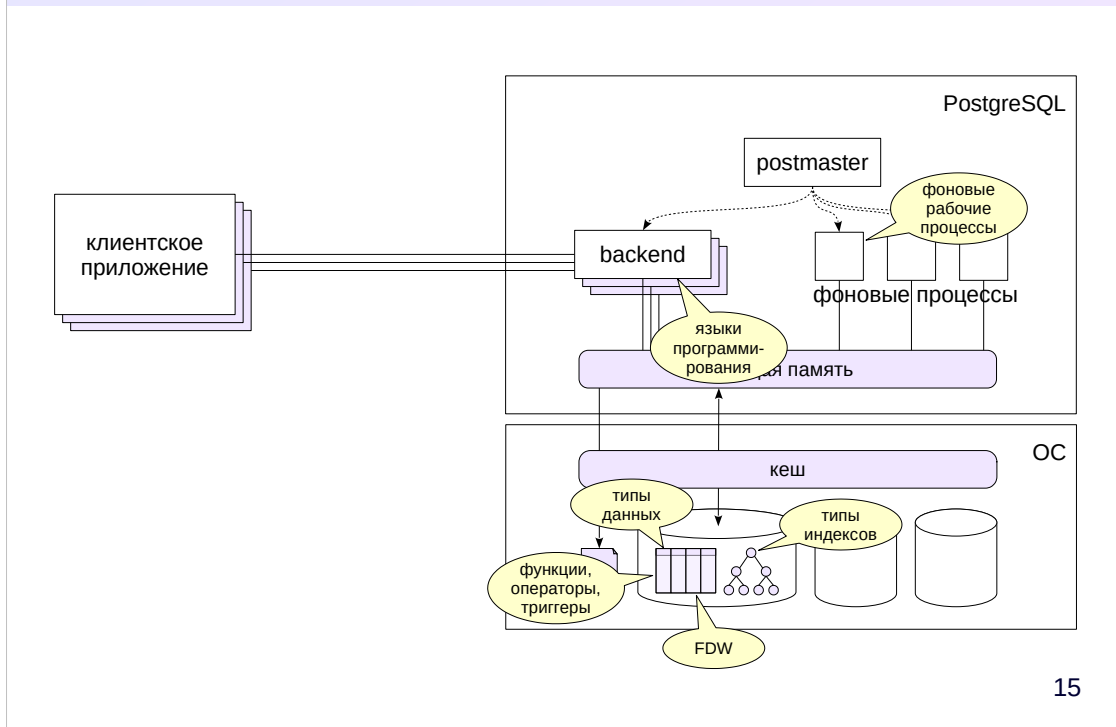 PostgreSQL
postmaster
фоновые
рабочие
процессы
клиентское
приложение
backend
фоновые процессы
языки
программи-
рования
память
ОС
кеш
типы
данных
типы
индексов
функции,
операторы,
триггеры
FDW
15